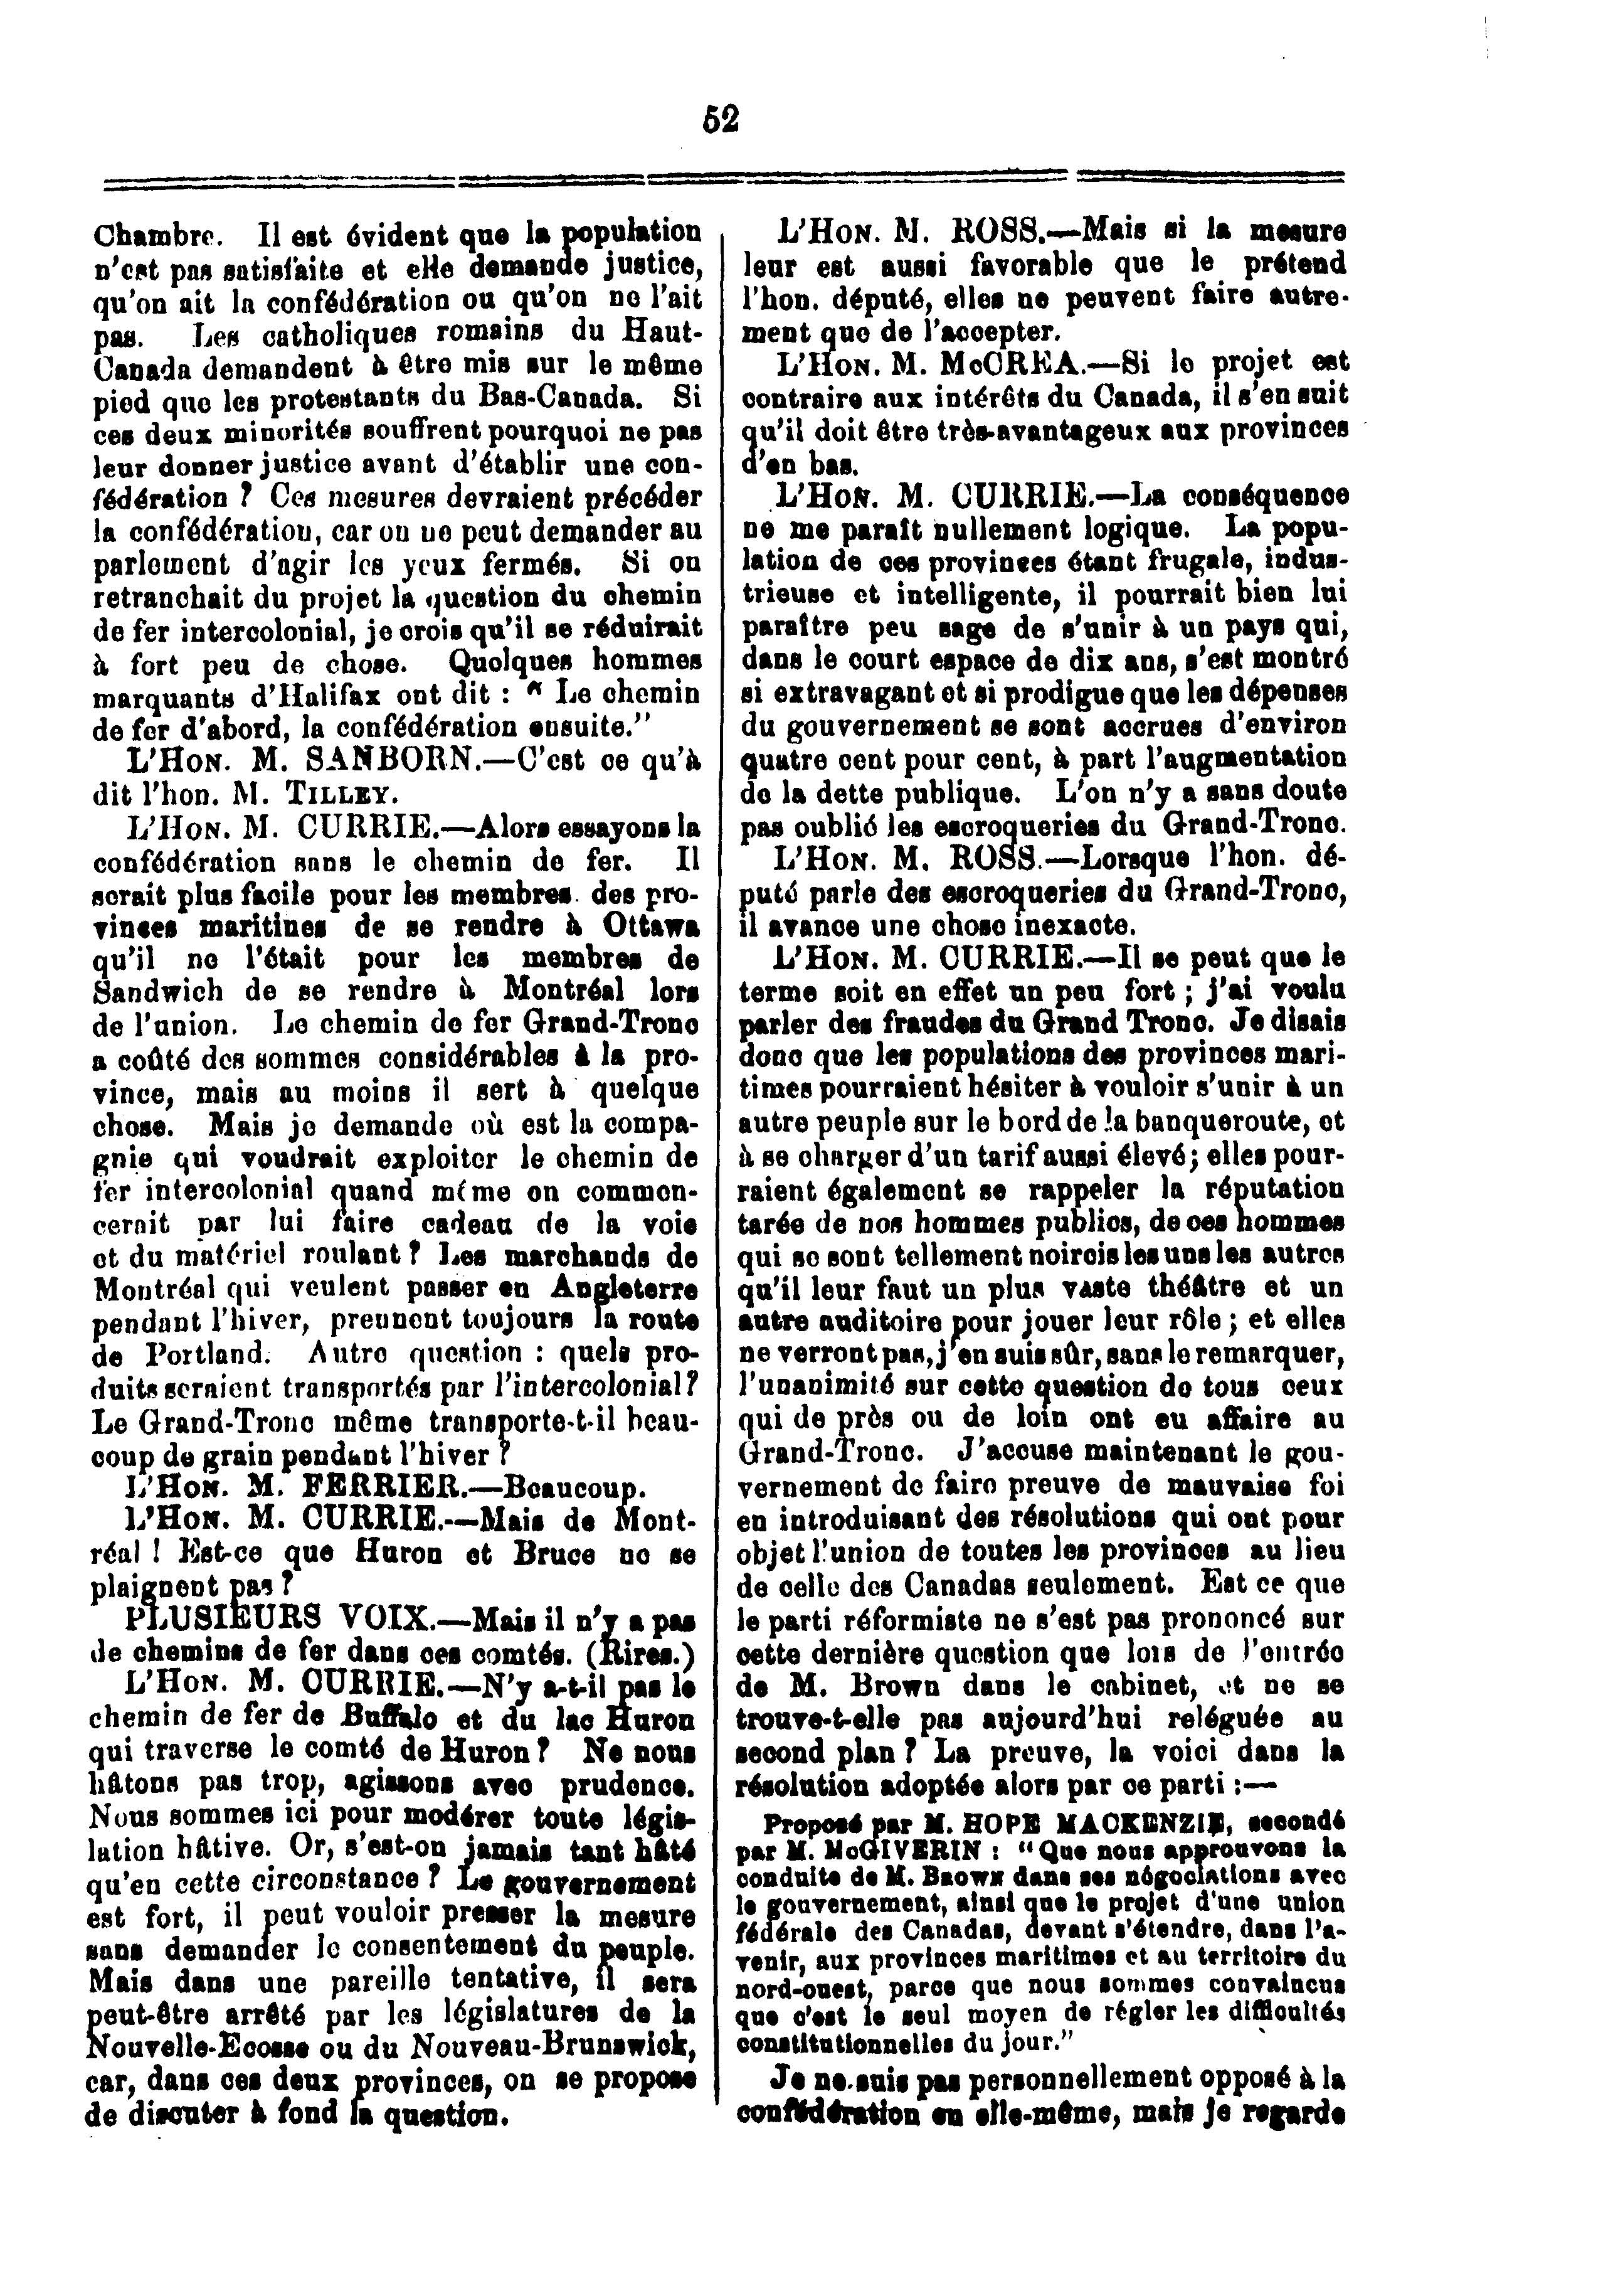 52
Chambre. Il est évident que la population
n'est pas satisfaite et elle demande justice,
qu'on ait la confédération ou qu'on ne l'ait
pas. Les catholiques romains du Haut-
Canada demandent à être mis sur le même
pied que les protestants du Bas-Canada. Si
ces deux minorités souffrent pourquoi ne pas
leur donner justice avant d'établir une con-
fédération ? Ces mesures devraient précéder
la confédération, car on ne peut demander au
parlement d'agir les yeux fermés. Si on
retranchait du projet la question du chemin
de fer intercolonial, je crois qu'il se réduirait
à fort peu de chose. Quelques hommes
marquants d'Halifax ont dit : " Le chemin
de fer d'abord, la confédération ensuite."
L'HON. M. SANBORN.—C'est ce qu'à
dit l'hon. M. TILLEY.
L'HON. M. CURRIE.—Alors essayons la
confédération sans le chemin de fer. Il
serait plus facile pour les membres des pro-
vinces maritines de se rendre à Ottawa
qu'il ne l'était pour les membres de
Sandwich de se rendre à Montréal lors
de l'union. Le chemin de fer Grand-Tronc
a coûté des sommes considérables à la pro-
vince, mais au moins il sert à quelque
chose. Mais je demande où est la compa-
gnie qui voudrait exploiter le chemin de
fer intercolonial quand même on commen-
cerait par lui faire cadeau de la voie
et du matériel roulant ? Les marchands de
Montréal qui veulent passer en Angleterre
pendant l'hiver, prennent toujours la route
de Portland. Autre question : quels pro-
duits seraient transportés par l'intercolonial ?
Le Grand-Tronc même transporte-t-il beau-
coup de grain pendant l'hiver ?
L'HON. M. FERRIER.—Beaucoup.
L'HON. M. CURRIE.—Mais de Mont-
réal ! Est-ce que Huron et Bruce ne se
plaignent pas ?
PLUSIEURS VOIX.—Mais il n'y a pas
de chemins de fer dans ces comtés. (Rires.)
L'HON. M. CURRIE.—N'y a-t-il pas le
chemin de fer de Buffalo et du lac Huron
qui traverse le comté de Huron ? Ne nous
hâtons pas trop, agissons avec prudence.
Nous sommes ici pour modérer toute légis-
lation hâtive. Or, s'est-on jamais tant hâté
qu'en cette circonstance ? Le gouvernement
est fort, il peut vouloir presser la mesure
sans demander le consentement du peuple.
Mais dans une pareille tentative, il sera
peut-être arrêté par les législatures de la
Nouvelle-Ecosse ou du Nouveau-Brunswick,
car, dans ces deux provinces, on se propose
de discuter à fond la question.
L'HON. M. ROSS.—Mais si la mesure
leur est aussi favorable que le prétend
l'hon. député, elles ne peuvent faire autre-
ment que de l'accepter.
L'HON. M. McCREA.—Si le projet est
contraire aux intérêts du Canada, il s'en suit
qu'il doit être très-avantageux aux provinces
d'en bas.
L'HON. M. CURRIE.—La conséquence
ne me paraît nullement logique. La popu-
lation de ces provinces étant frugale, indus-
trieuse et intelligente, il pourrait bien lui
paraître peu sage de s'unir à un pays qui,
dans le court espace de dix ans, s'est montré
si extravagant et si prodigue que les dépenses
du gouvernement se sont accrues d'environ
quatre cent pour cent, à part l'augmentation
de la dette publique. L'on n'y a sans doute
pas oublié les escroqueries du Grand-Tronc.
L'HON. M. ROSS.—Lorsque l'hon. dé-
puté parle des escroqueries du Grand-Tronc,
il avance une chose inexacte.
L'HON. M. CURRIE.—Il se peut que le
terme soit en effet un peu fort ; j'ai voulu
parler des fraudes du Grand Tronc. Je disais
donc que les populations des provinces mari-
times pourraient hésiter à vouloir s'unir à un
autre peuple sur le bord de la banqueroute, et
à se charger d'un tarif aussi élevé ; elles pour-
raient également se rappeler la réputation
tarée de nos hommes publics, de ces hommes
qui se sont tellement noircis les uns les autres
qu'il leur faut un plus vaste théâtre et un
autre auditoire pour jouer leur rôle ; et elles
ne verront pas, j'en suis sûr, sans le remarquer,
l'unanimité sur cette question de tous ceux
qui de près ou de loin ont eu affaire au
Grand-Tronc. J'accuse maintenant le gou-
vernement de faire preuve de mauvaise foi
en introduisant des résolutions qui ont pour
objet l'union de toutes les provinces au lieu
de celle des Canadas seulement. Est ce que
le parti réformiste ne s'est pas prononcé sur
cette dernière question que lors de l'entrée
de M. Brown dans le cabinet, et ne se
trouve-t-elle pas aujourd'hui reléguée au
second plan ? La preuve, la voici dans la
résolution adoptée alors par ce parti :—
Proposé par M. HOPE MACKENZIE, secondé
par M. McGIVERIN : "Que nous approuvons la
conduite de M. BROWN dans ses négociations avec
le gouvernement, ainsi que le projet d'une union
fédérale des Canadas, devant s'étendre, dans l'a-
venir, aux provinces maritimes et au territoire du
nord-ouest, parce que nous sommes convaincus
que c'est le seul moyen de régler les difficultés
constitutionnelles du jour."
Je ne suis pas personnellement opposé à la
confédération en elle-même, mais je regarde